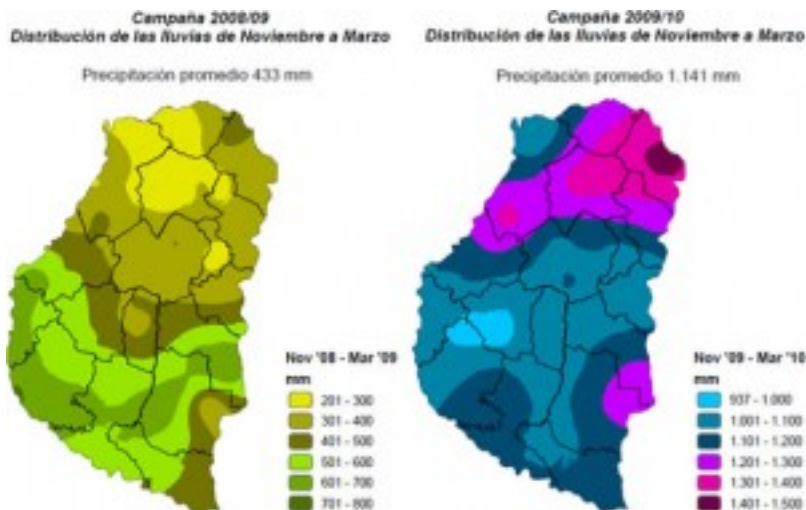 Campaña 2008/09
Distribución de las lluvias de Noviembre a Marzo
Precipitación promedio 433 mm
Nov '08 - Mar '09
mm
201 - 300
301 - 400
401 - 500
501 - 600
601 - 700
701 - 800
Campaña 2009/10
Distribución de las lluvias de Noviembre a Marzo
Precipitación promedio 1.141 mm
Nov '09 - Mar '10
mm
937 - 1.000
1.001 - 1.100
1.101 - 1.200
1.201 - 1.300
1.301 - 1.400
1.401 - 1.500